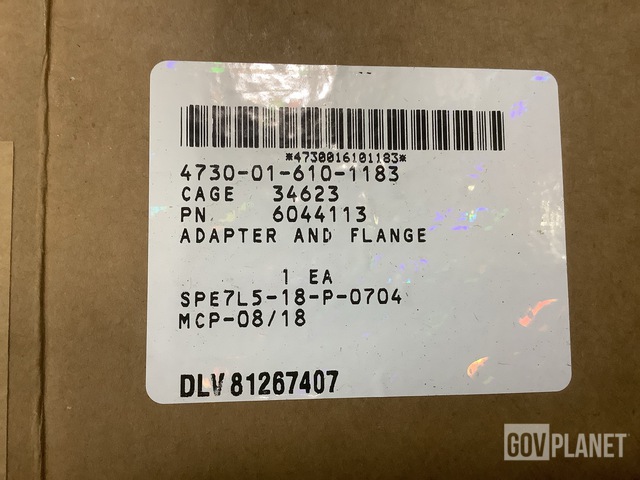 *4730016101183*
4730-01-610-1183
CAGE 34623
PN. 6044113
ADAPTER AND FLANGE
1 EA
SPE7L5-18-P-0704
MCP-08/18
DLV 81267407
GOVPLANET